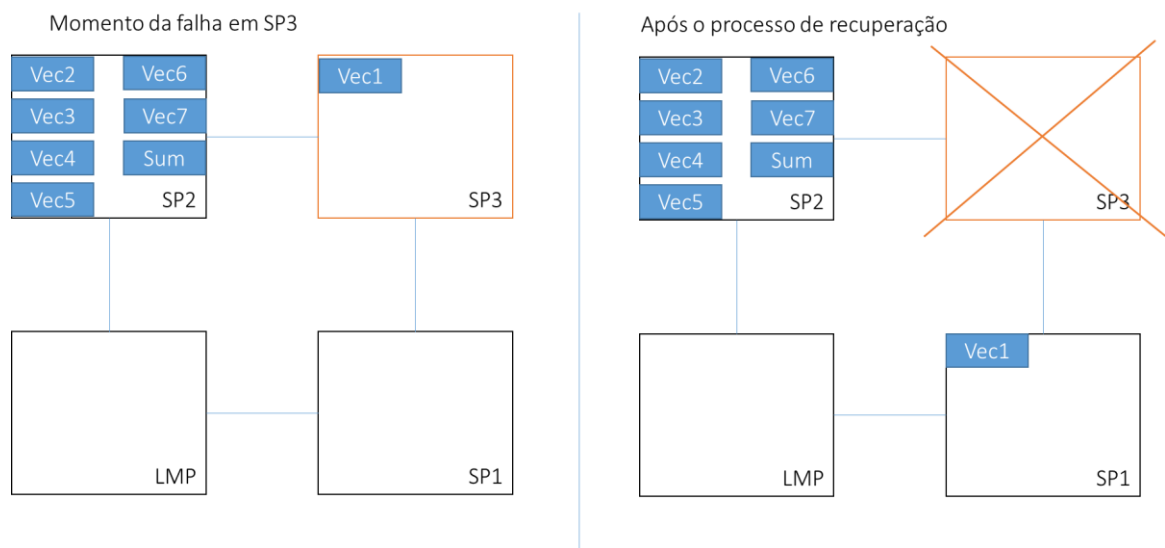 Momento da falha em SP3
Vec2
Vec6
Vec3
Vec7
Vec4
Sum
Vec5
SP2
Vec1
SP3
LMP
SP1
Após o processo de recuperação
Vec2
Vec6
Vec3
Vec7
Vec4
Sum
Vec5
SP2
SP3
LMP
Vec1
SP1